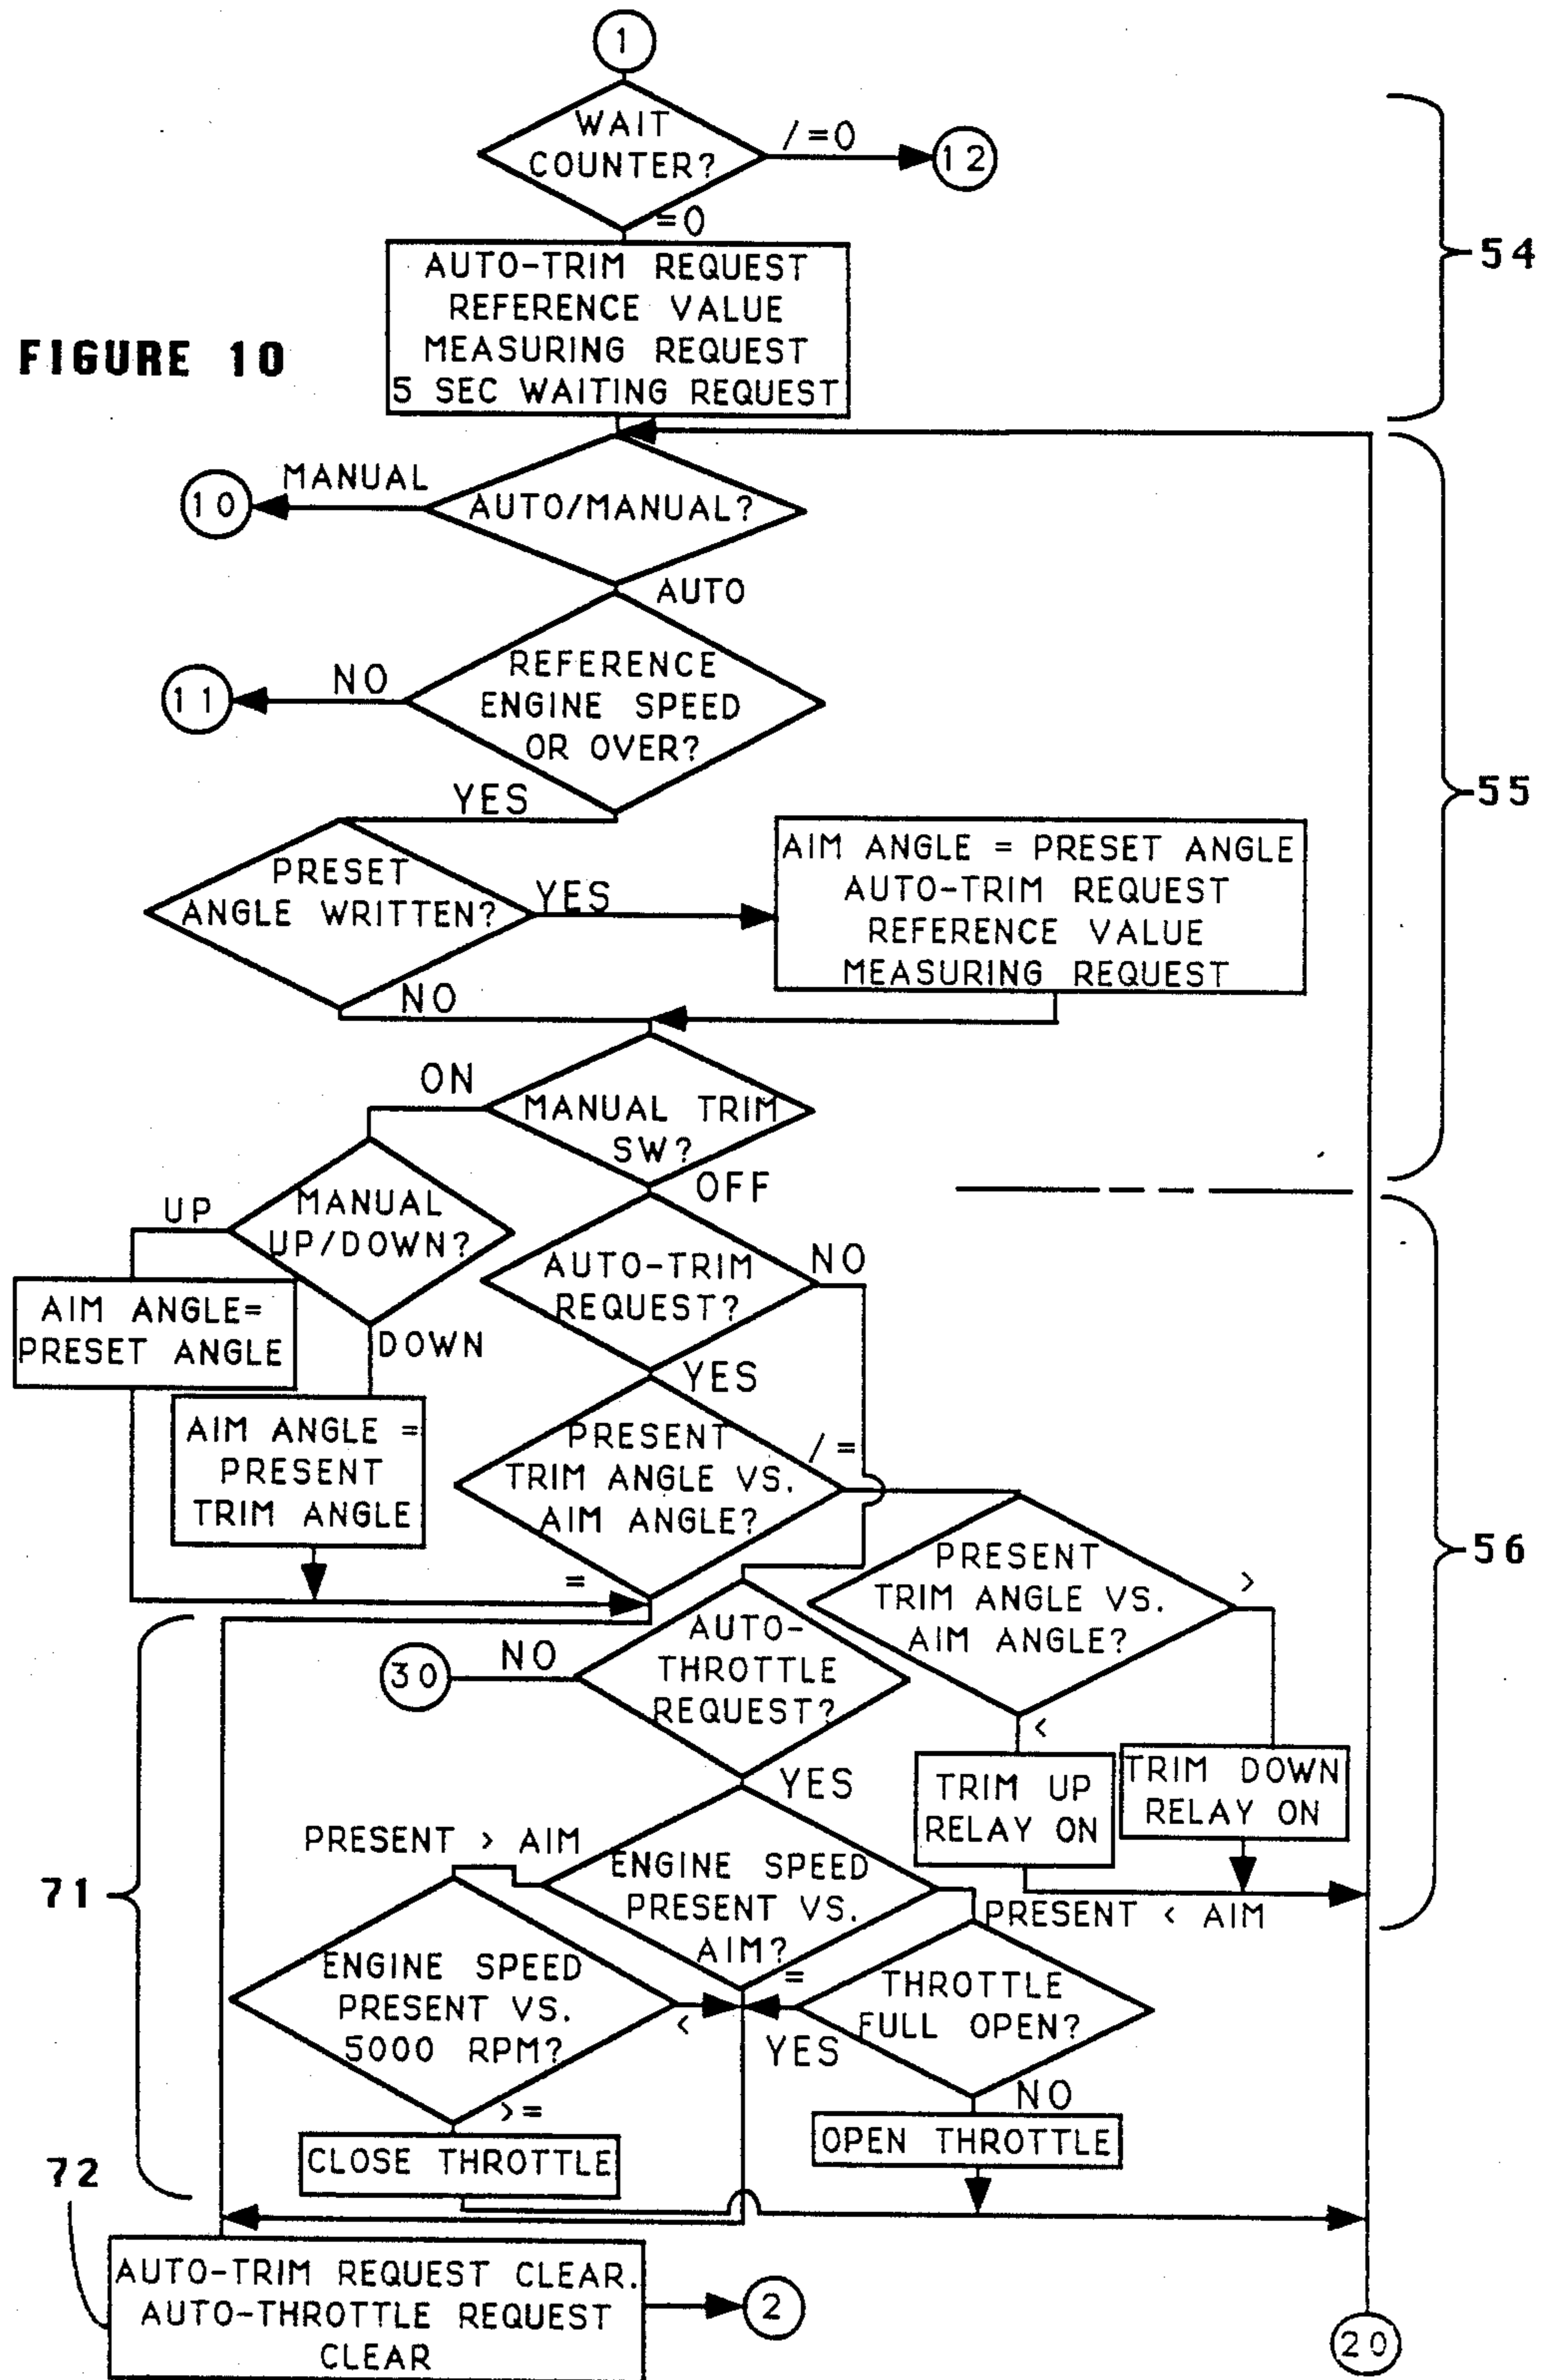 1
WAIT
COUNTER?
/=0
12
=0
54
AUTO-TRIM REQUEST
REFERENCE VALUE
MEASURING REQUEST
5 SEC WAITING REQUEST
FIGURE 10
MANUAL
10
AUTO/MANUAL?
AUTO
REFERENCE
ENGINE SPEED
OR OVER?
NO
11
YES
55
PRESET
ANGLE WRITTEN?
YES
AIM ANGLE = PRESET ANGLE
AUTO-TRIM REQUEST
REFERENCE VALUE
MEASURING REQUEST
NO
ON
MANUAL TRIM
SW?
OFF
UP
MANUAL
UP/DOWN?
AUTO-TRIM
REQUEST?
NO
AIM ANGLE=
PRESET ANGLE
DOWN
YES
AIM ANGLE =
PRESENT
TRIM ANGLE
PRESENT
TRIM ANGLE VS.
AIM ANGLE?
/=
=
56
PRESENT
TRIM ANGLE VS.
AIM ANGLE?
>
<
30
NO
AUTO-
THROTTLE
REQUEST?
YES
TRIM UP
RELAY ON
TRIM DOWN
RELAY ON
PRESENT > AIM
ENGINE SPEED
PRESENT VS.
AIM?
PRESENT < AIM
71
=
ENGINE SPEED
PRESENT VS.
5000 RPM?
<
THROTTLE
FULL OPEN?
YES
NO
>=
CLOSE THROTTLE
OPEN THROTTLE
72
AUTO-TRIM REQUEST CLEAR.
AUTO-THROTTLE REQUEST
CLEAR
2
20